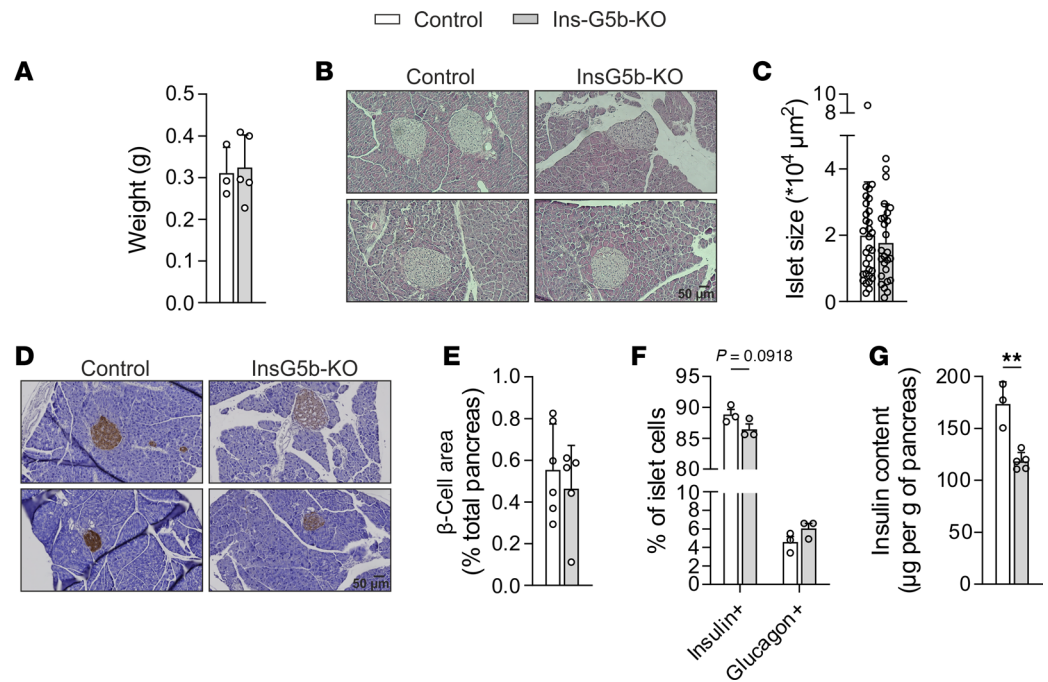 Control Ins-G5b-KO
A
Weight (g)
0.5
0.4
0.3
0.2
0.1
0.0
B
Control InsG5b-KO
50 µm
C
Islet size (*10⁴ µm²)
10
8
4
2
0
D
Control InsG5b-KO
50 µm
E
β-Cell area
(% total pancreas)
1.0
0.8
0.6
0.4
0.2
0.0
F
P = 0.0918
% of islet cells
95
90
85
80
8
6
4
2
0
Insulin+
Glucagon+
G
**
Insulin content
(µg per g of pancreas)
200
150
100
50
0